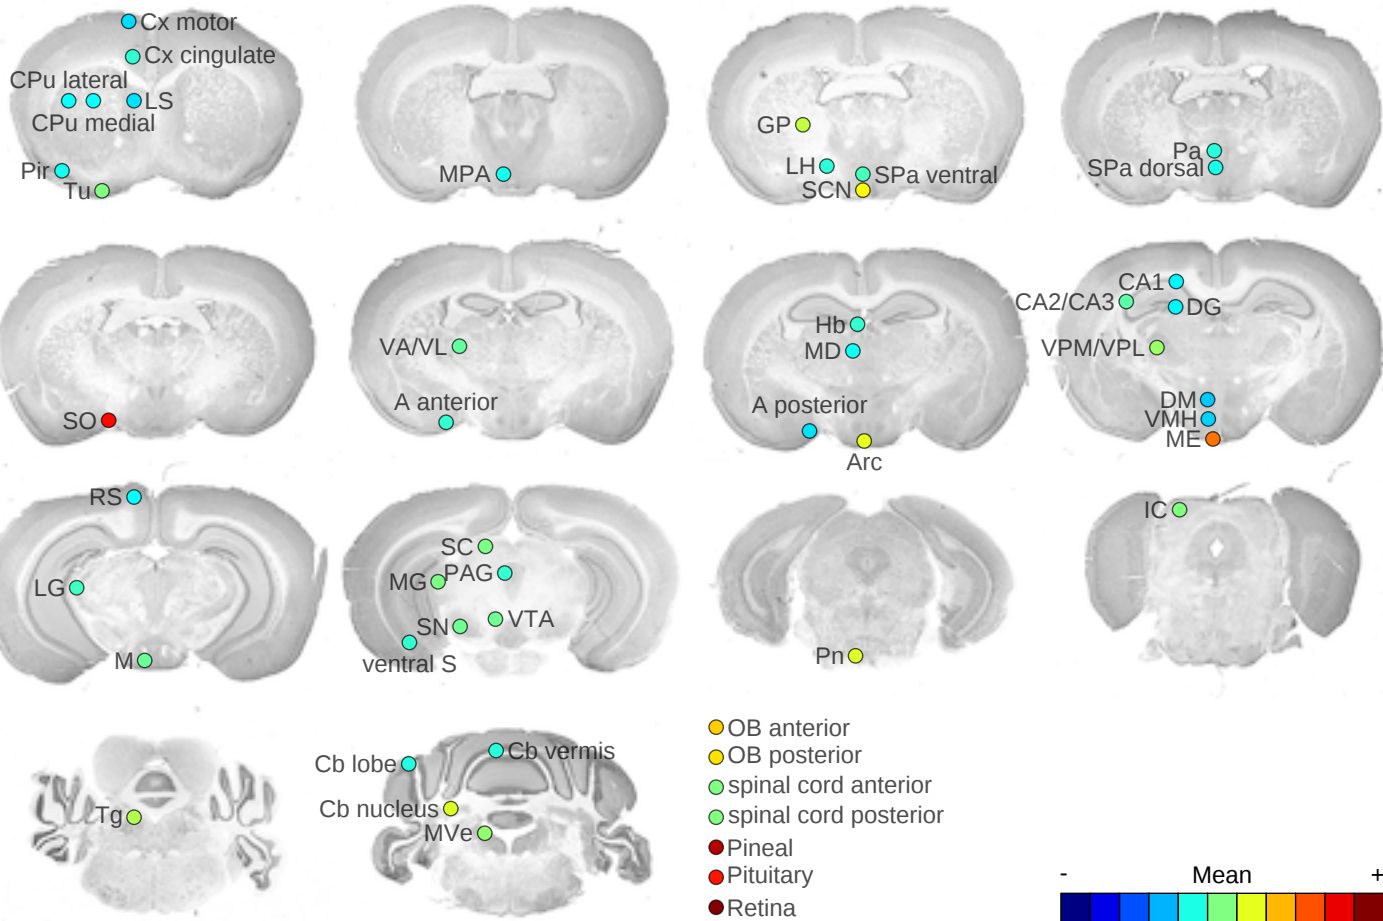 Cx motor
Cx cingulate
CPu lateral
LS
CPu medial
Pir
Tu
MPA
GP
LH
SPa ventral
SCN
Pa
SPa dorsal
SO
VA/VL
A anterior
Hb
MD
A posterior
Arc
CA1
CA2/CA3
DG
VPM/VPL
DM
VMH
ME
RS
LG
M
SC
MG
PAG
SN
VTA
ventral S
Pn
IC
Tg
Cb lobe
Cb vermis
Cb nucleus
MVe
OB anterior
OB posterior
spinal cord anterior
spinal cord posterior
Pineal
Pituitary
Retina
- Mean +